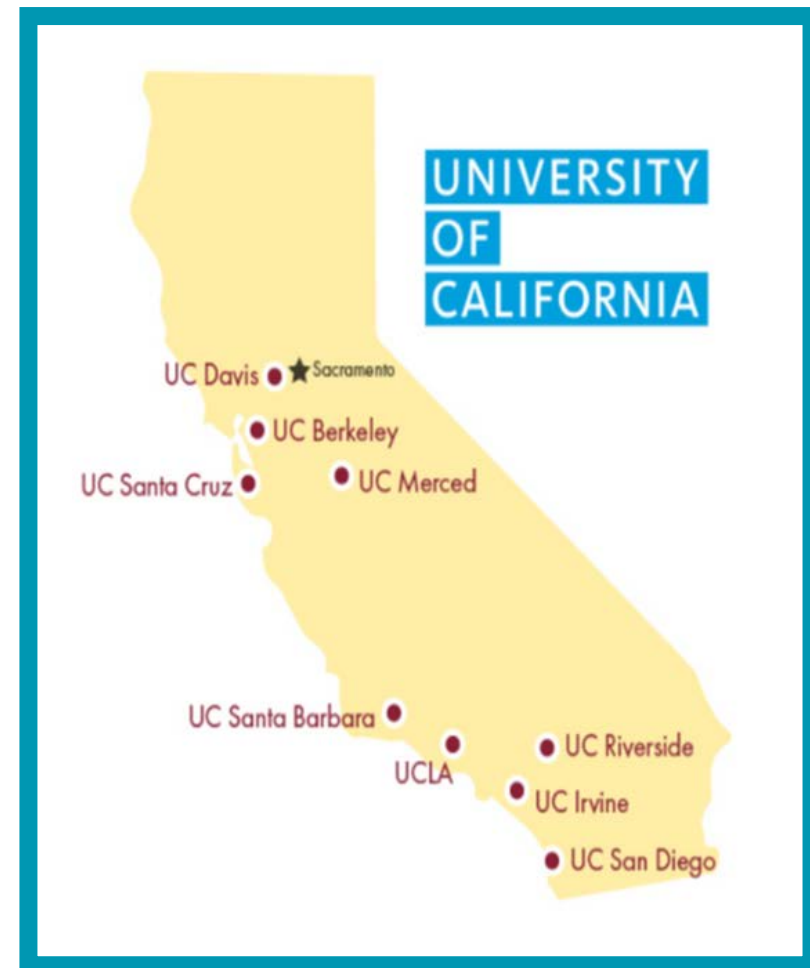 UNIVERSITY
OF
CALIFORNIA
UC Davis
Sacramento
UC Berkeley
UC Santa Cruz
UC Merced
UC Santa Barbara
UCLA
UC Riverside
UC Irvine
UC San Diego